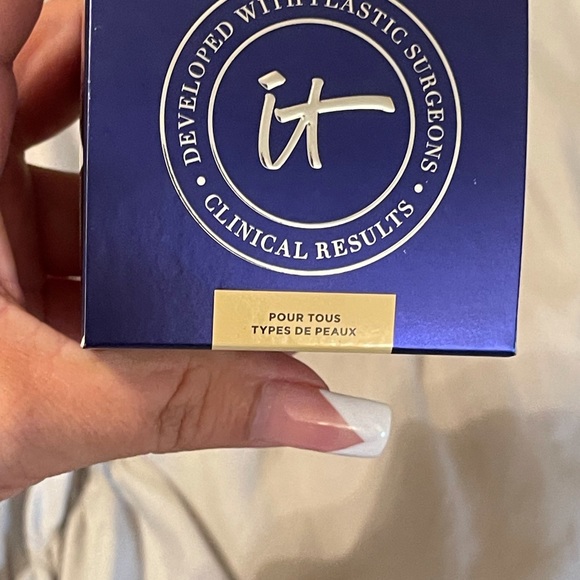 DEVELOPED WITH PLASTIC SURGEONS •
CLINICAL RESULTS •
it
POUR TOUS
TYPES DE PEAUX